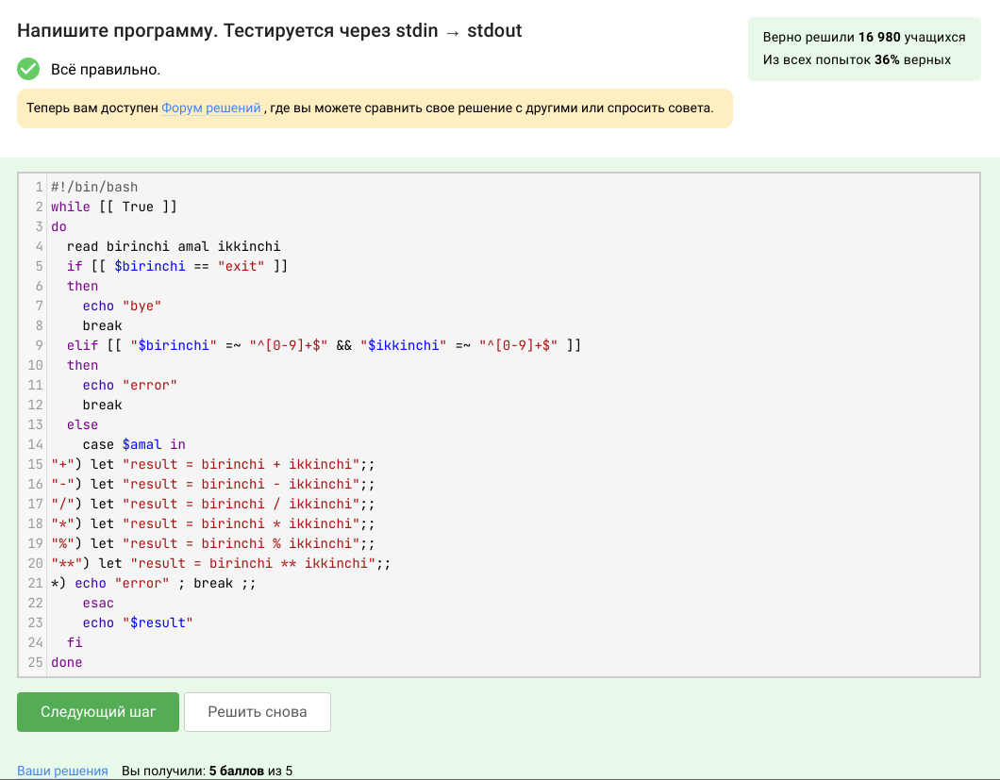 Напишите программу. Тестируется через stdin → stdout
Верно решили 16 980 учащихся
Из всех попыток 36% верных
Всё правильно.
Теперь вам доступен Форум решений , где вы можете сравнить свое решение с другими или спросить совета.
1 #!/bin/bash
2 while [[ True ]]
3 do
4   read birinchi amal ikkinchi
5   if [[ $birinchi == "exit" ]]
6   then
7     echo "bye"
8     break
9   elif [[ "$birinchi" =~ "^[0-9]+$" && "$ikkinchi" =~ "^[0-9]+$" ]]
10   then
11     echo "error"
12     break
13   else
14     case $amal in
15 "+") let "result = birinchi + ikkinchi";;
16 "-") let "result = birinchi - ikkinchi";;
17 "/") let "result = birinchi / ikkinchi";;
18 "*") let "result = birinchi * ikkinchi";;
19 "%") let "result = birinchi % ikkinchi";;
20 "**") let "result = birinchi ** ikkinchi";;
21 *) echo "error" ; break ;;
22     esac
23     echo "$result"
24   fi
25 done
Следующий шаг
Решить снова
Ваши решения Вы получили: 5 баллов из 5